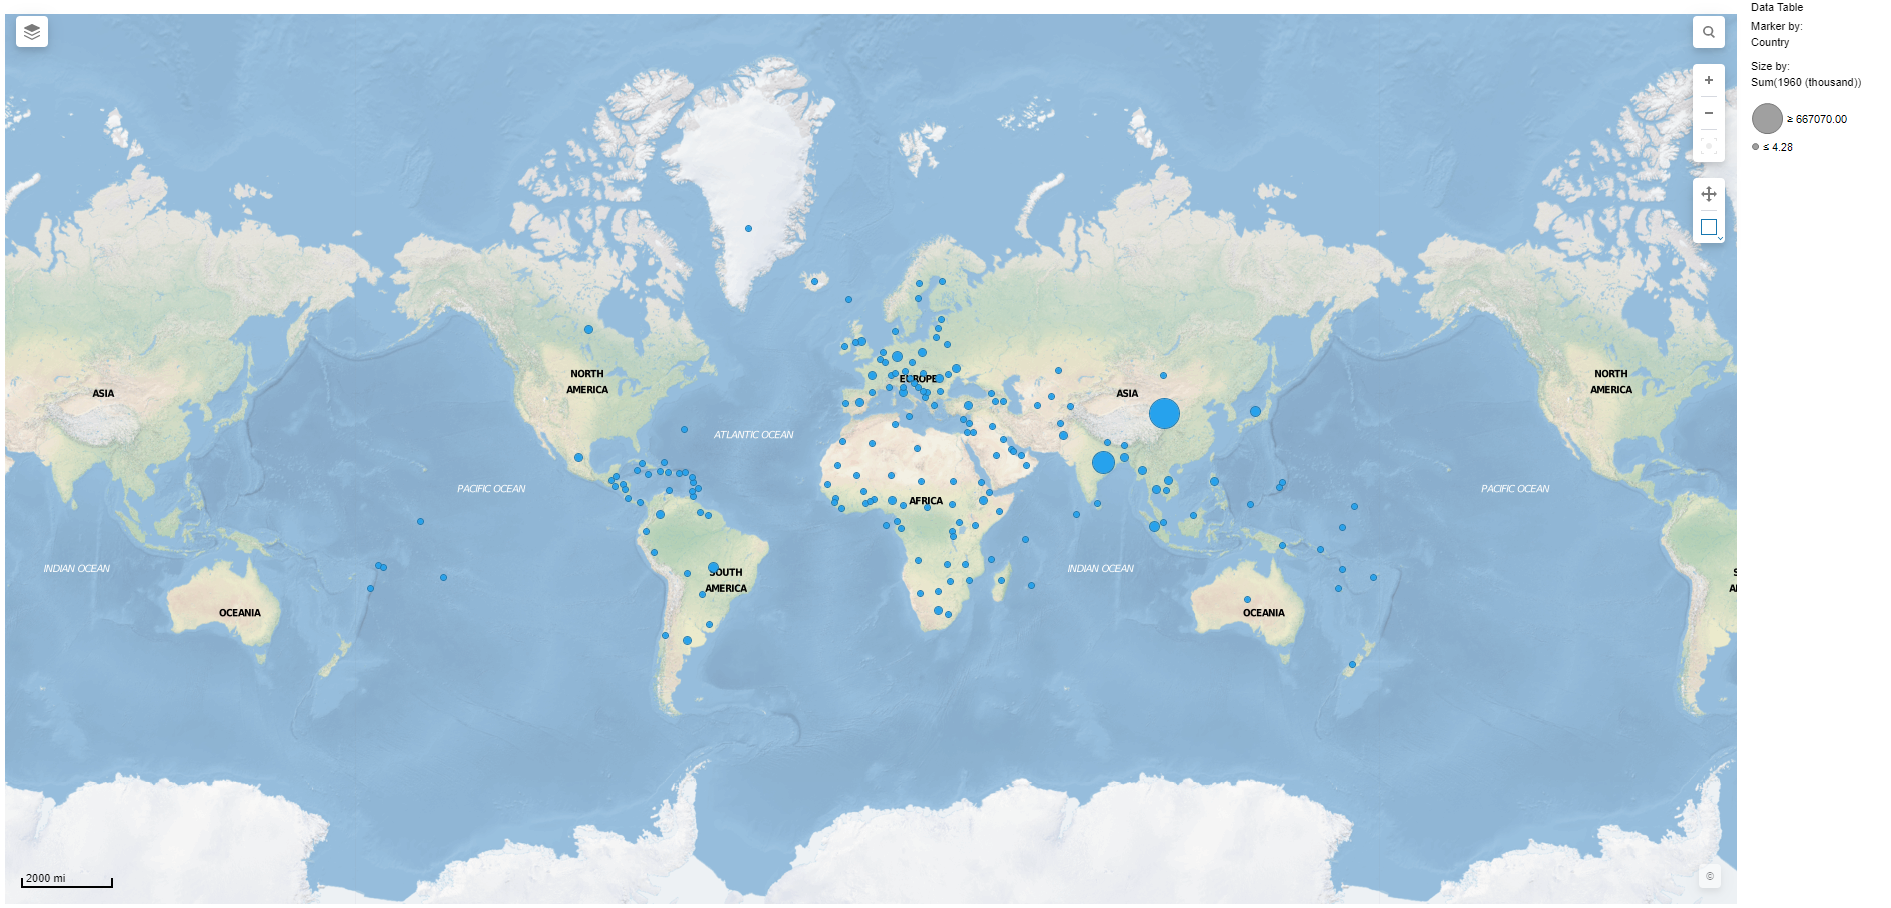 Data Table
Marker by:
Country
Size by:
Sum(1960 (thousand))
≥ 667070.00
≤ 4.28
NORTH
AMERICA
NORTH
AMERICA
EUROPE
ASIA
ASIA
ATLANTIC OCEAN
PACIFIC OCEAN
AFRICA
PACIFIC OCEAN
INDIAN OCEAN
SOUTH
AMERICA
INDIAN OCEAN
S
A
OCEANIA
OCEANIA
2000 mi
©